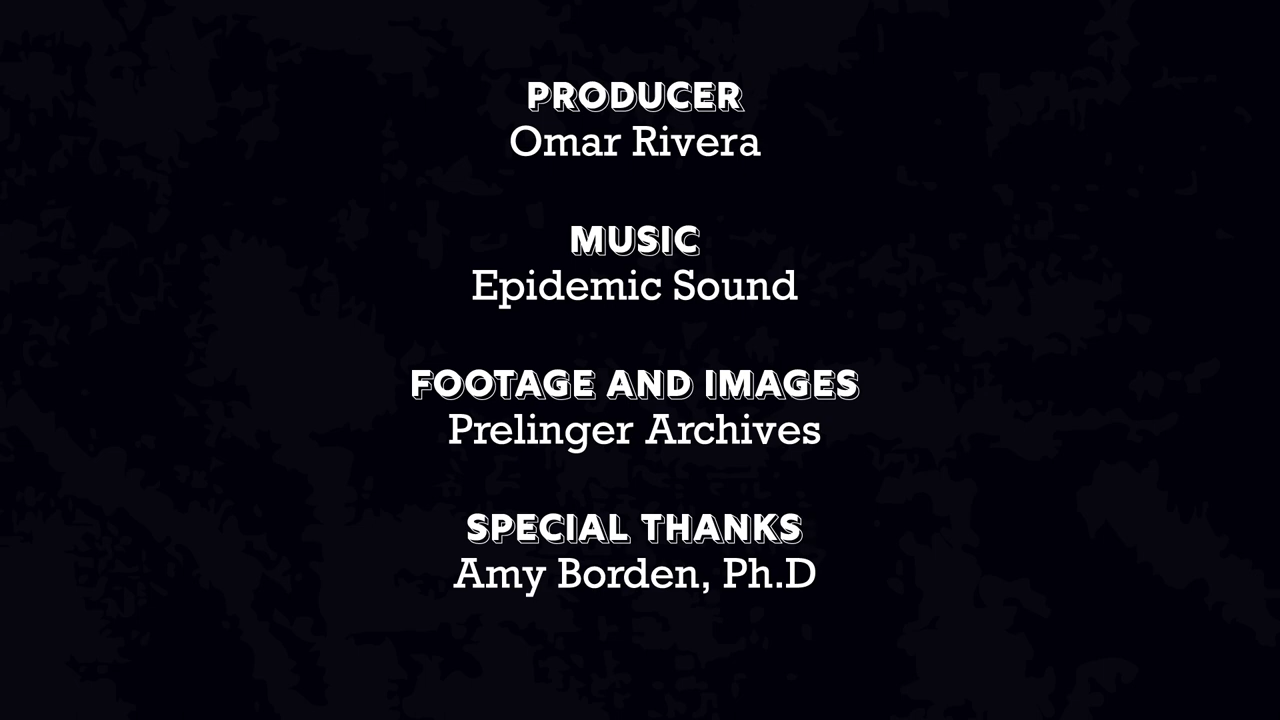 PRODUCER
Omar Rivera
MUSIC
Epidemic Sound
FOOTAGE AND IMAGES
Prelinger Archives
SPECIAL THANKS
Amy Borden, Ph.D